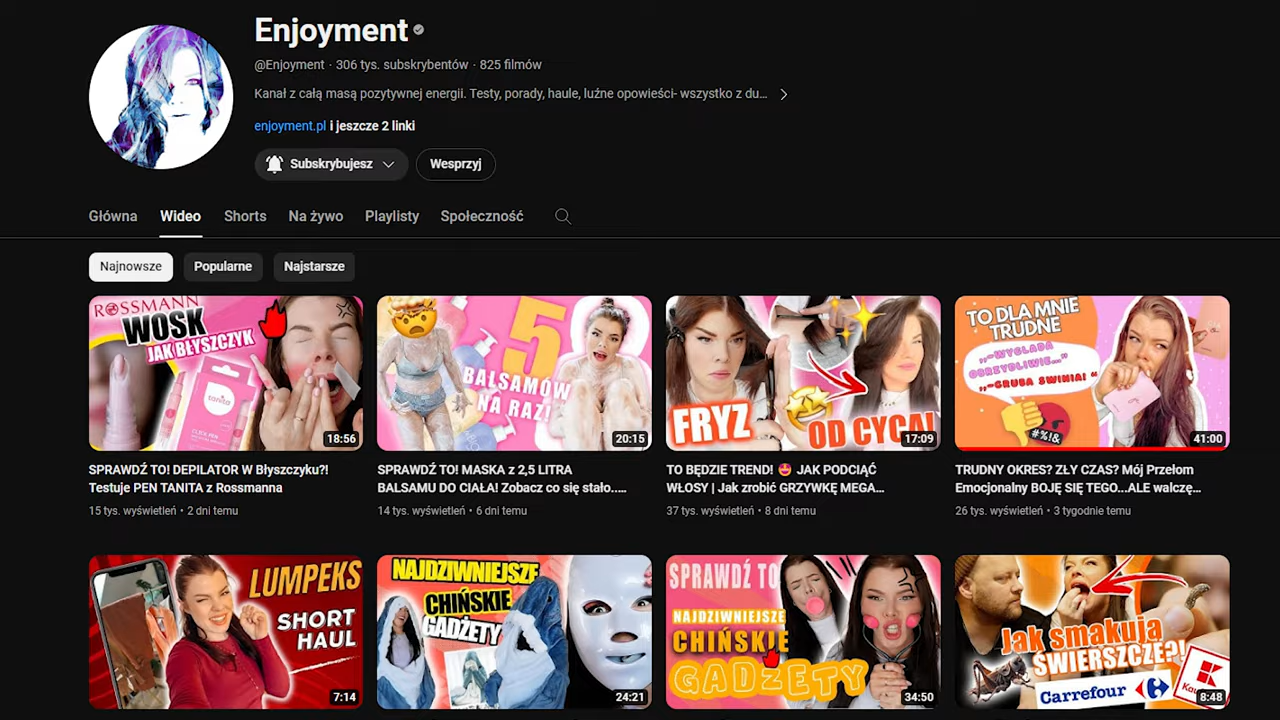 Enjoyment
@Enjoyment · 306 tys. subskrybentów · 825 filmów
Kanał z całą masą pozytywnej energii. Testy, porady, haule, luźne opowieści- wszystko z du...
enjoyment.pl i jeszcze 2 linki
Subskrybujesz
Wesprzyj
Główna
Wideo
Shorts
Na żywo
Playlisty
Społeczność
Najnowsze
Popularne
Najstarsze
ROSSMANN
WOSK
JAK BŁYSZCZYK
tanita
CLICK PEN
18:56
5
BALSAMÓW
NA RAZ!
20:15
FRYZ
OD CYCA!
17:09
TO DLA MNIE
TRUDNE
„-WYGLĄDA
OBRZYDLIWIE...”
„-GRUBA ŚWINIA! “
#%!&
41:00
SPRAWDŹ TO! DEPILATOR W Błyszczyku?!
Testuje PEN TANITA z Rossmanna
15 tys. wyświetleń • 2 dni temu
SPRAWDŹ TO! MASKA z 2,5 LITRA
BALSAMU DO CIAŁA! Zobacz co się stało.....
14 tys. wyświetleń • 6 dni temu
TO BĘDZIE TREND! 🤩 JAK PODCIĄĆ
WŁOSY | Jak zrobić GRZYWKĘ MEGA...
37 tys. wyświetleń • 8 dni temu
TRUDNY OKRES? ZŁY CZAS? Mój Przełom
Emocjonalny BOJĘ SIĘ TEGO...ALE walczę...
26 tys. wyświetleń • 3 tygodnie temu
LUMPEKS
SHORT
HAUL
7:14
NAJDZIWNIEJSZE
CHIŃSKIE
GADŻETY
24:21
SPRAWDŹ TO
NAJDZIWNIEJSZE
CHIŃSKIE
GADŻETY
34:50
Jak smakują
ŚWIERSZCZE?!
Carrefour
K
8:48